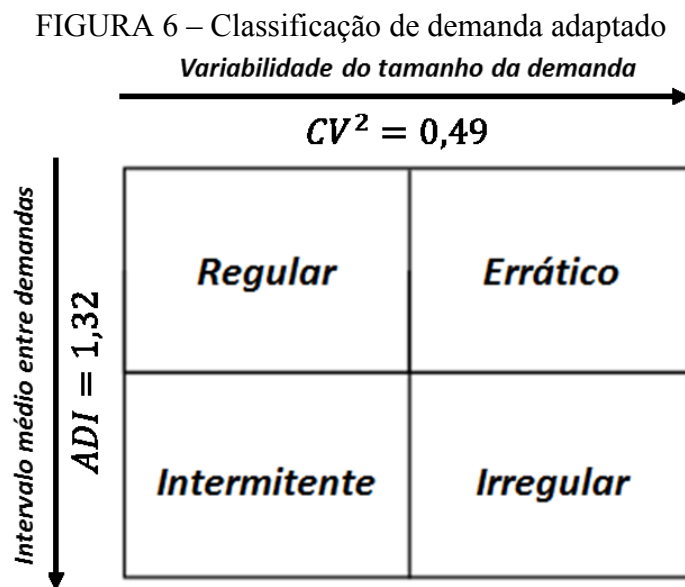 FIGURA 6 – Classificação de demanda adaptado
Variabilidade do tamanho da demanda
CV² = 0,49
Intervalo médio entre demandas
ADI = 1,32
Regular
Errático
Intermitente
Irregular